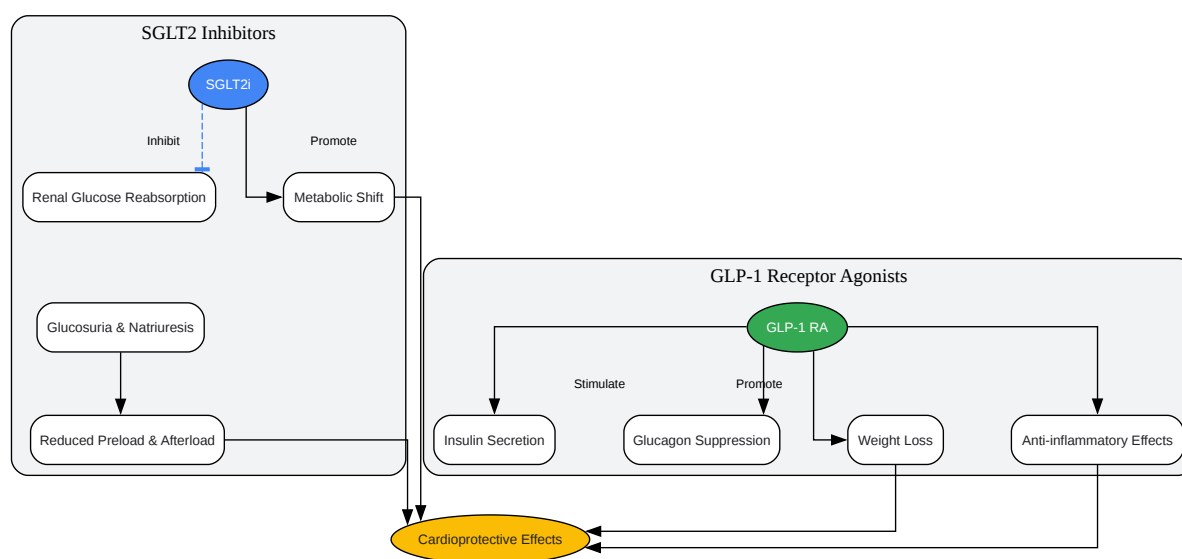 SGLT2 Inhibitors
SGLT2i
Inhibit
Promote
Renal Glucose Reabsorption
Metabolic Shift
GLP-1 Receptor Agonists
Glucosuria & Natriuresis
GLP-1 RA
Stimulate
Promote
Reduced Preload & Afterload
Insulin Secretion
Glucagon Suppression
Weight Loss
Anti-inflammatory Effects
Cardioprotective Effects